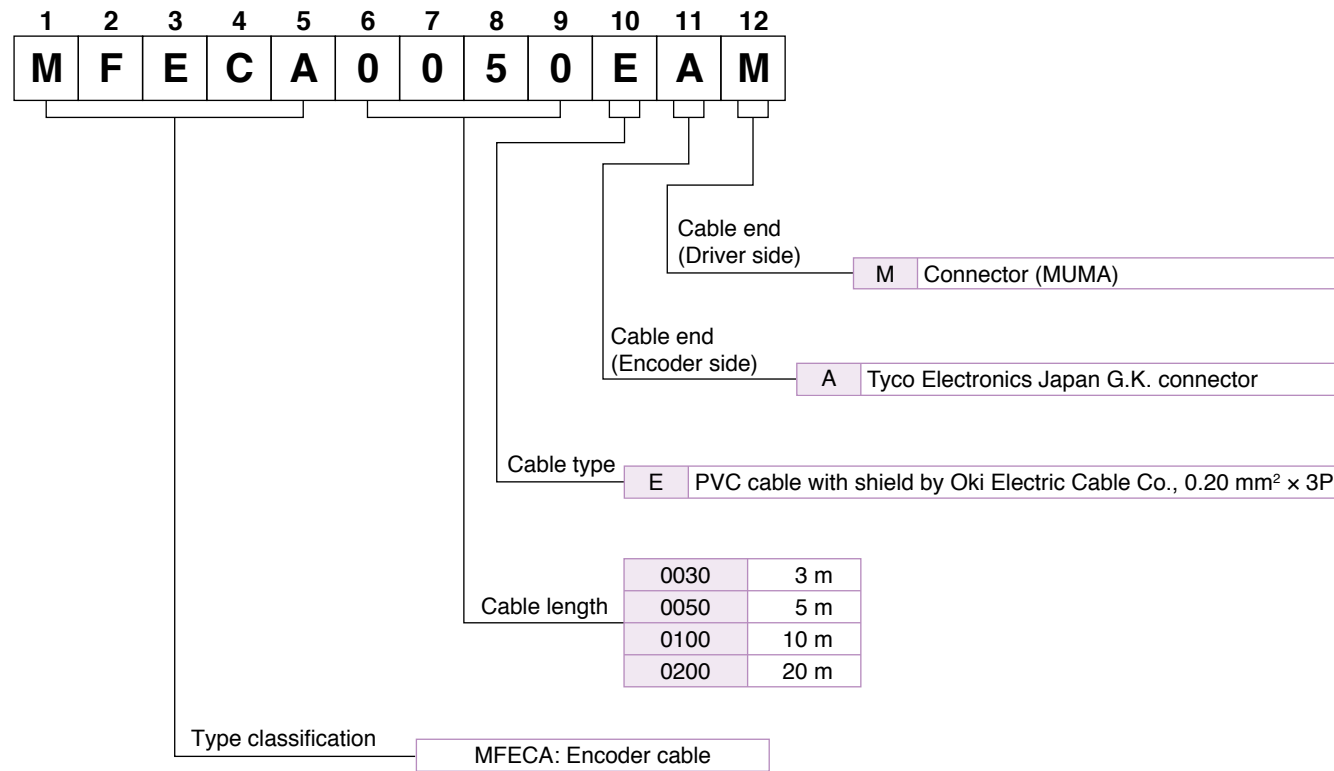 1 2 3 4 5 6 7 8 9 10 11 12
M F E C A 0 0 5 0 E A M
Cable end
(Driver side)
M Connector (MUMA)
Cable end
(Encoder side)
A Tyco Electronics Japan G.K. connector
Cable type
E PVC cable with shield by Oki Electric Cable Co., 0.20 mm² × 3P
Cable length
0030 3 m
0050 5 m
0100 10 m
0200 20 m
Type classification
MFECA: Encoder cable